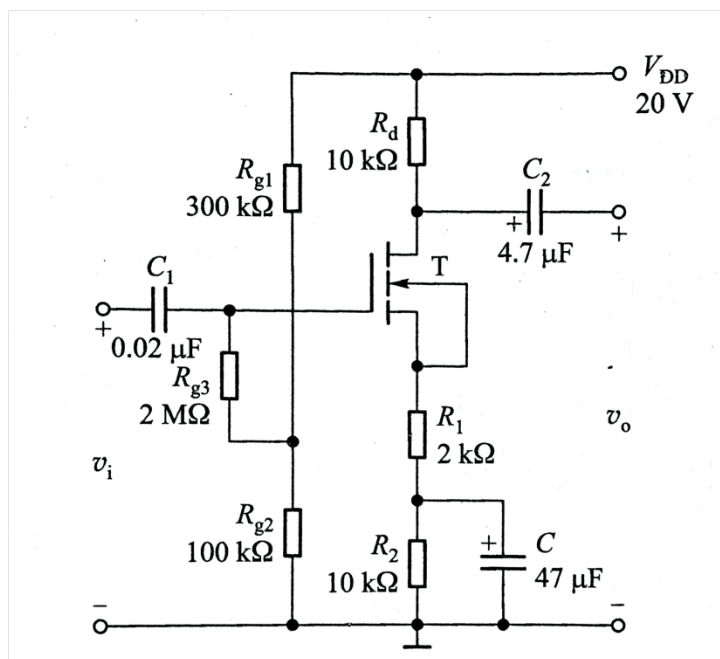 V_DD
20 V
R_d
10 kΩ
R_g1
300 kΩ
C_2
+
4.7 μF
+
T
C_1
+
0.02 μF
R_g3
2 MΩ
R_1
2 kΩ
v_o
v_i
R_g2
100 kΩ
R_2
10 kΩ
+
C
47 μF
−
−